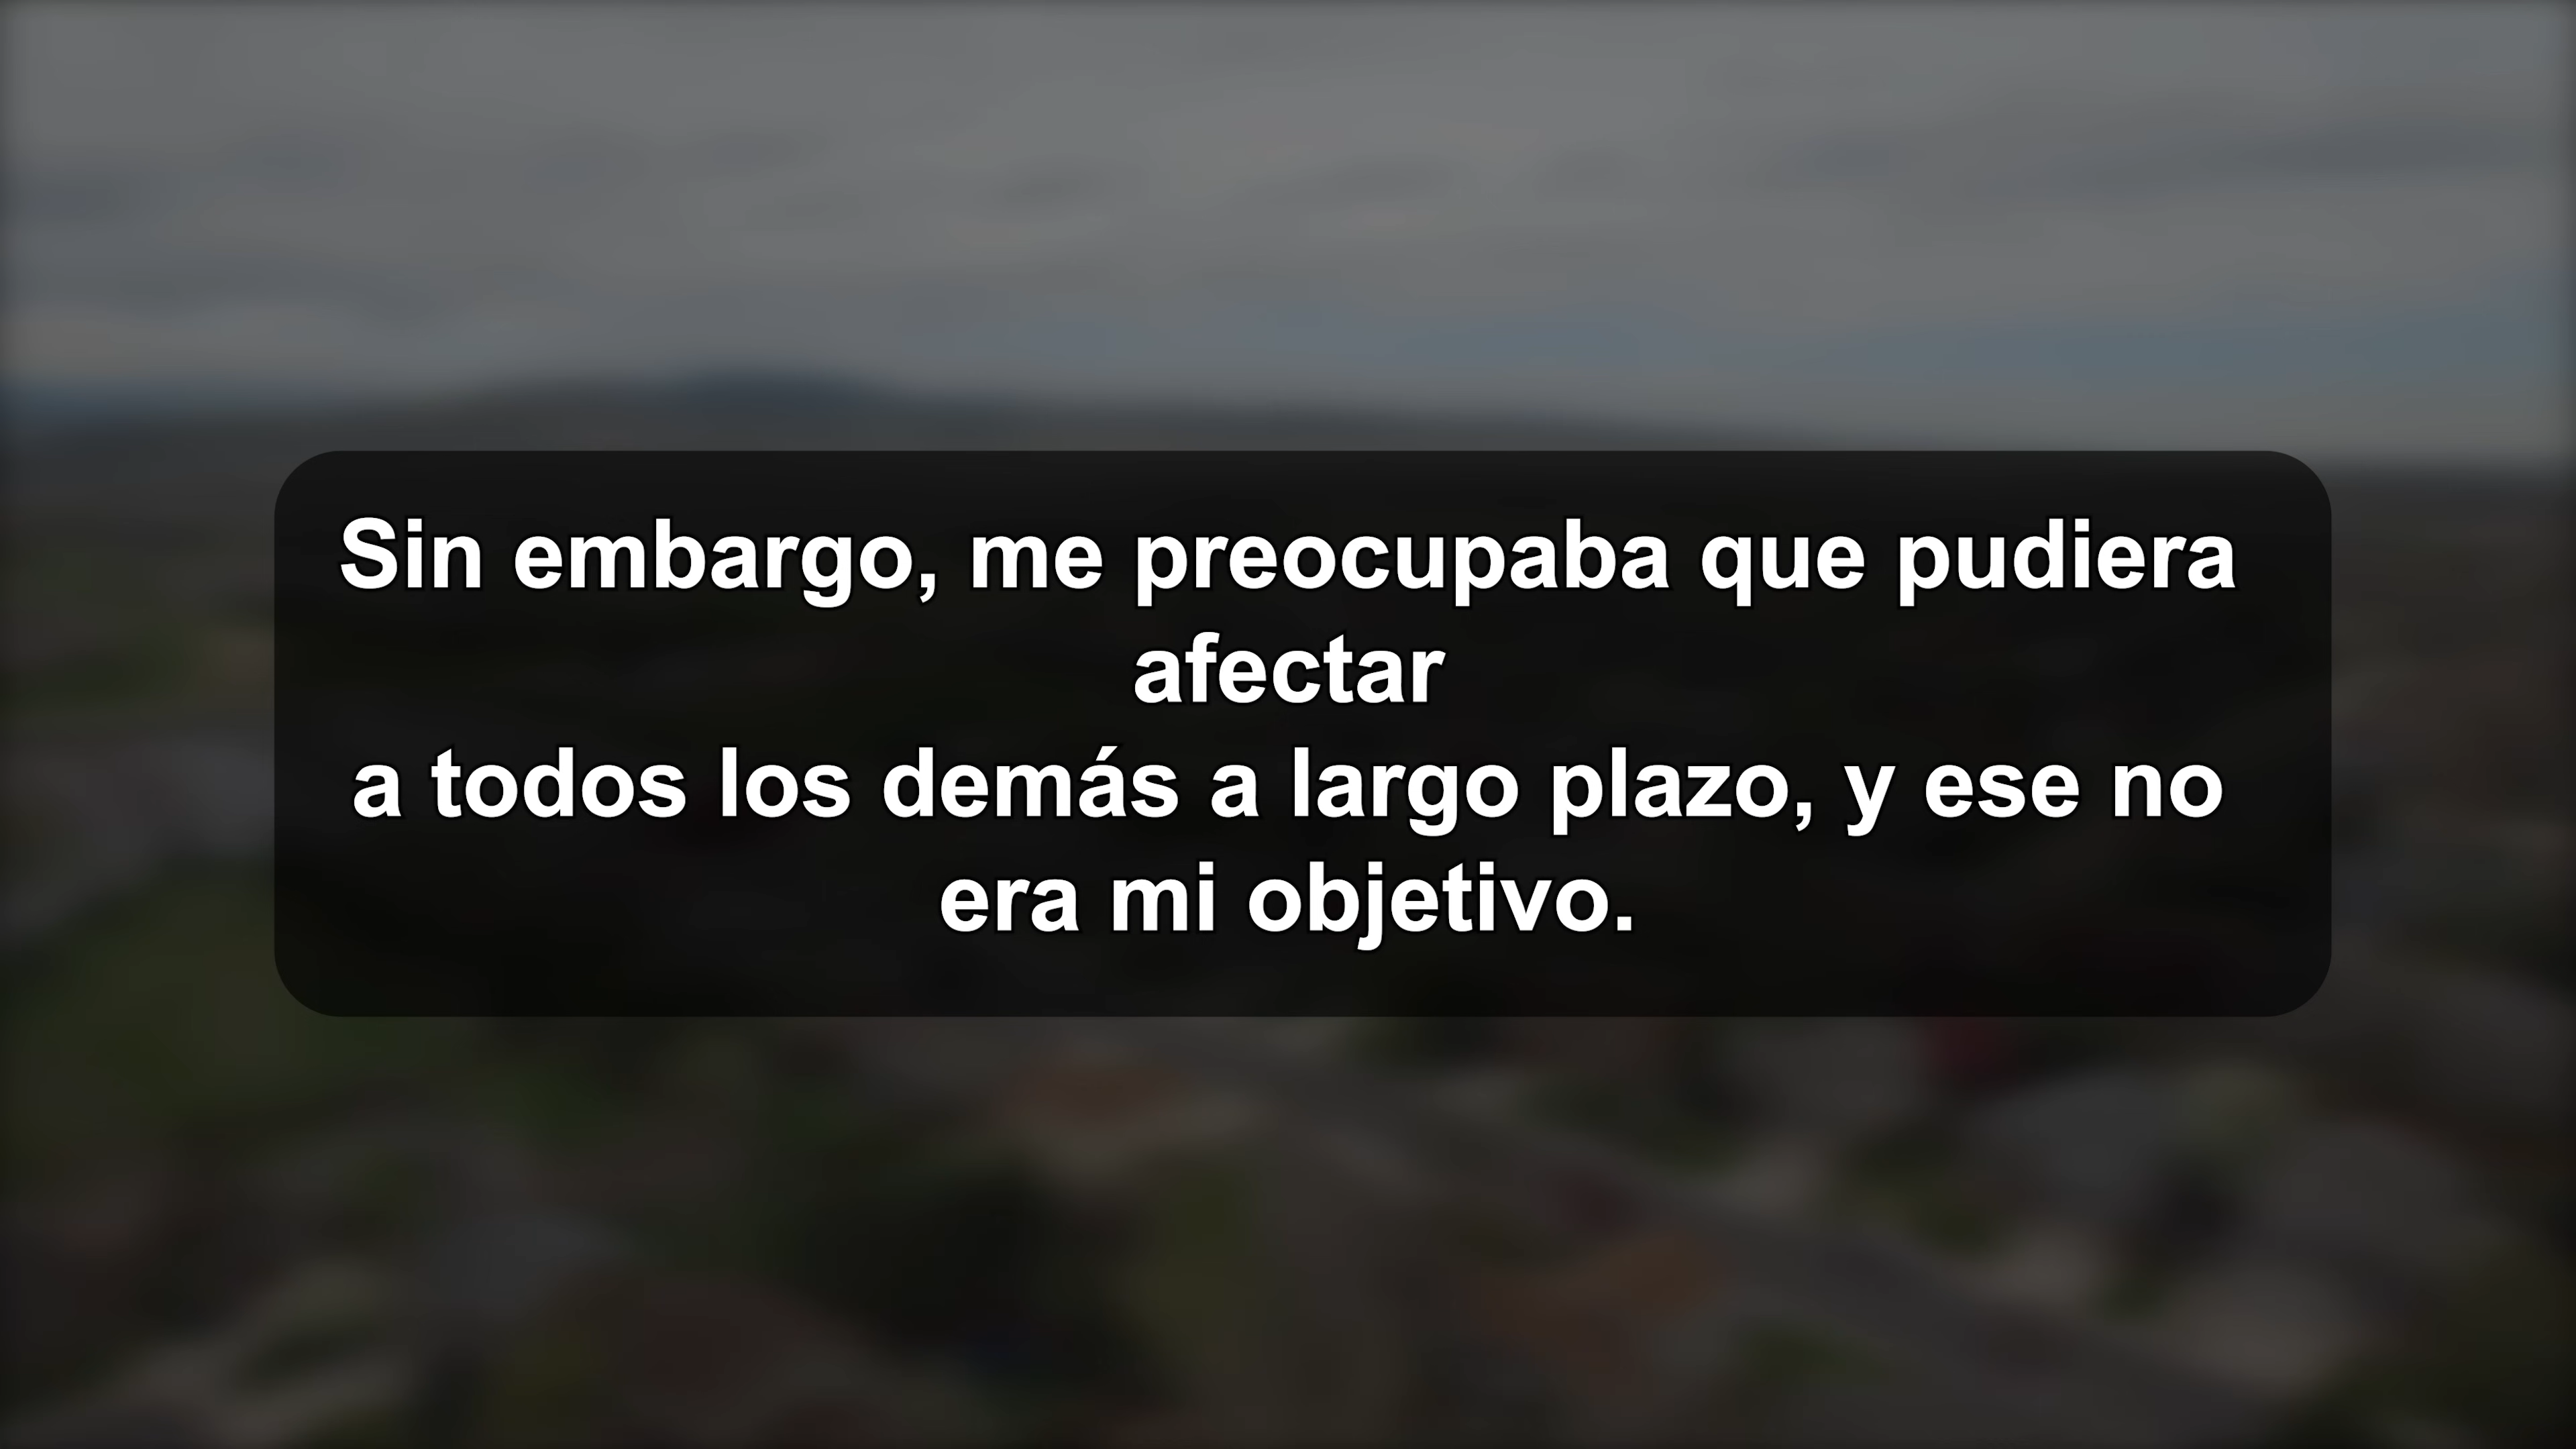 Sin embargo, me preocupaba que pudiera
afectar
a todos los demás a largo plazo, y ese no
era mi objetivo.